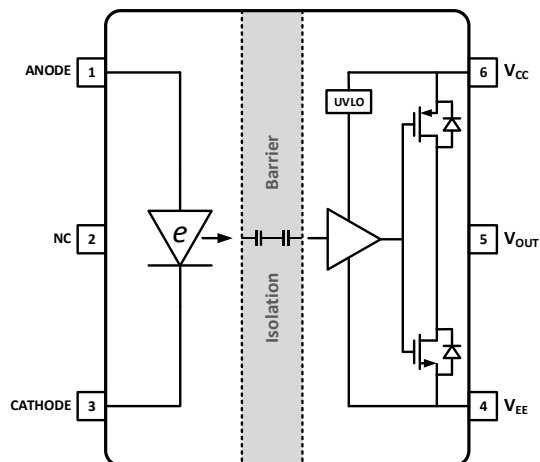 ANODE 1
6 VCC
UVLO
Barrier
NC 2
e
5 VOUT
Isolation
CATHODE 3
4 VEE